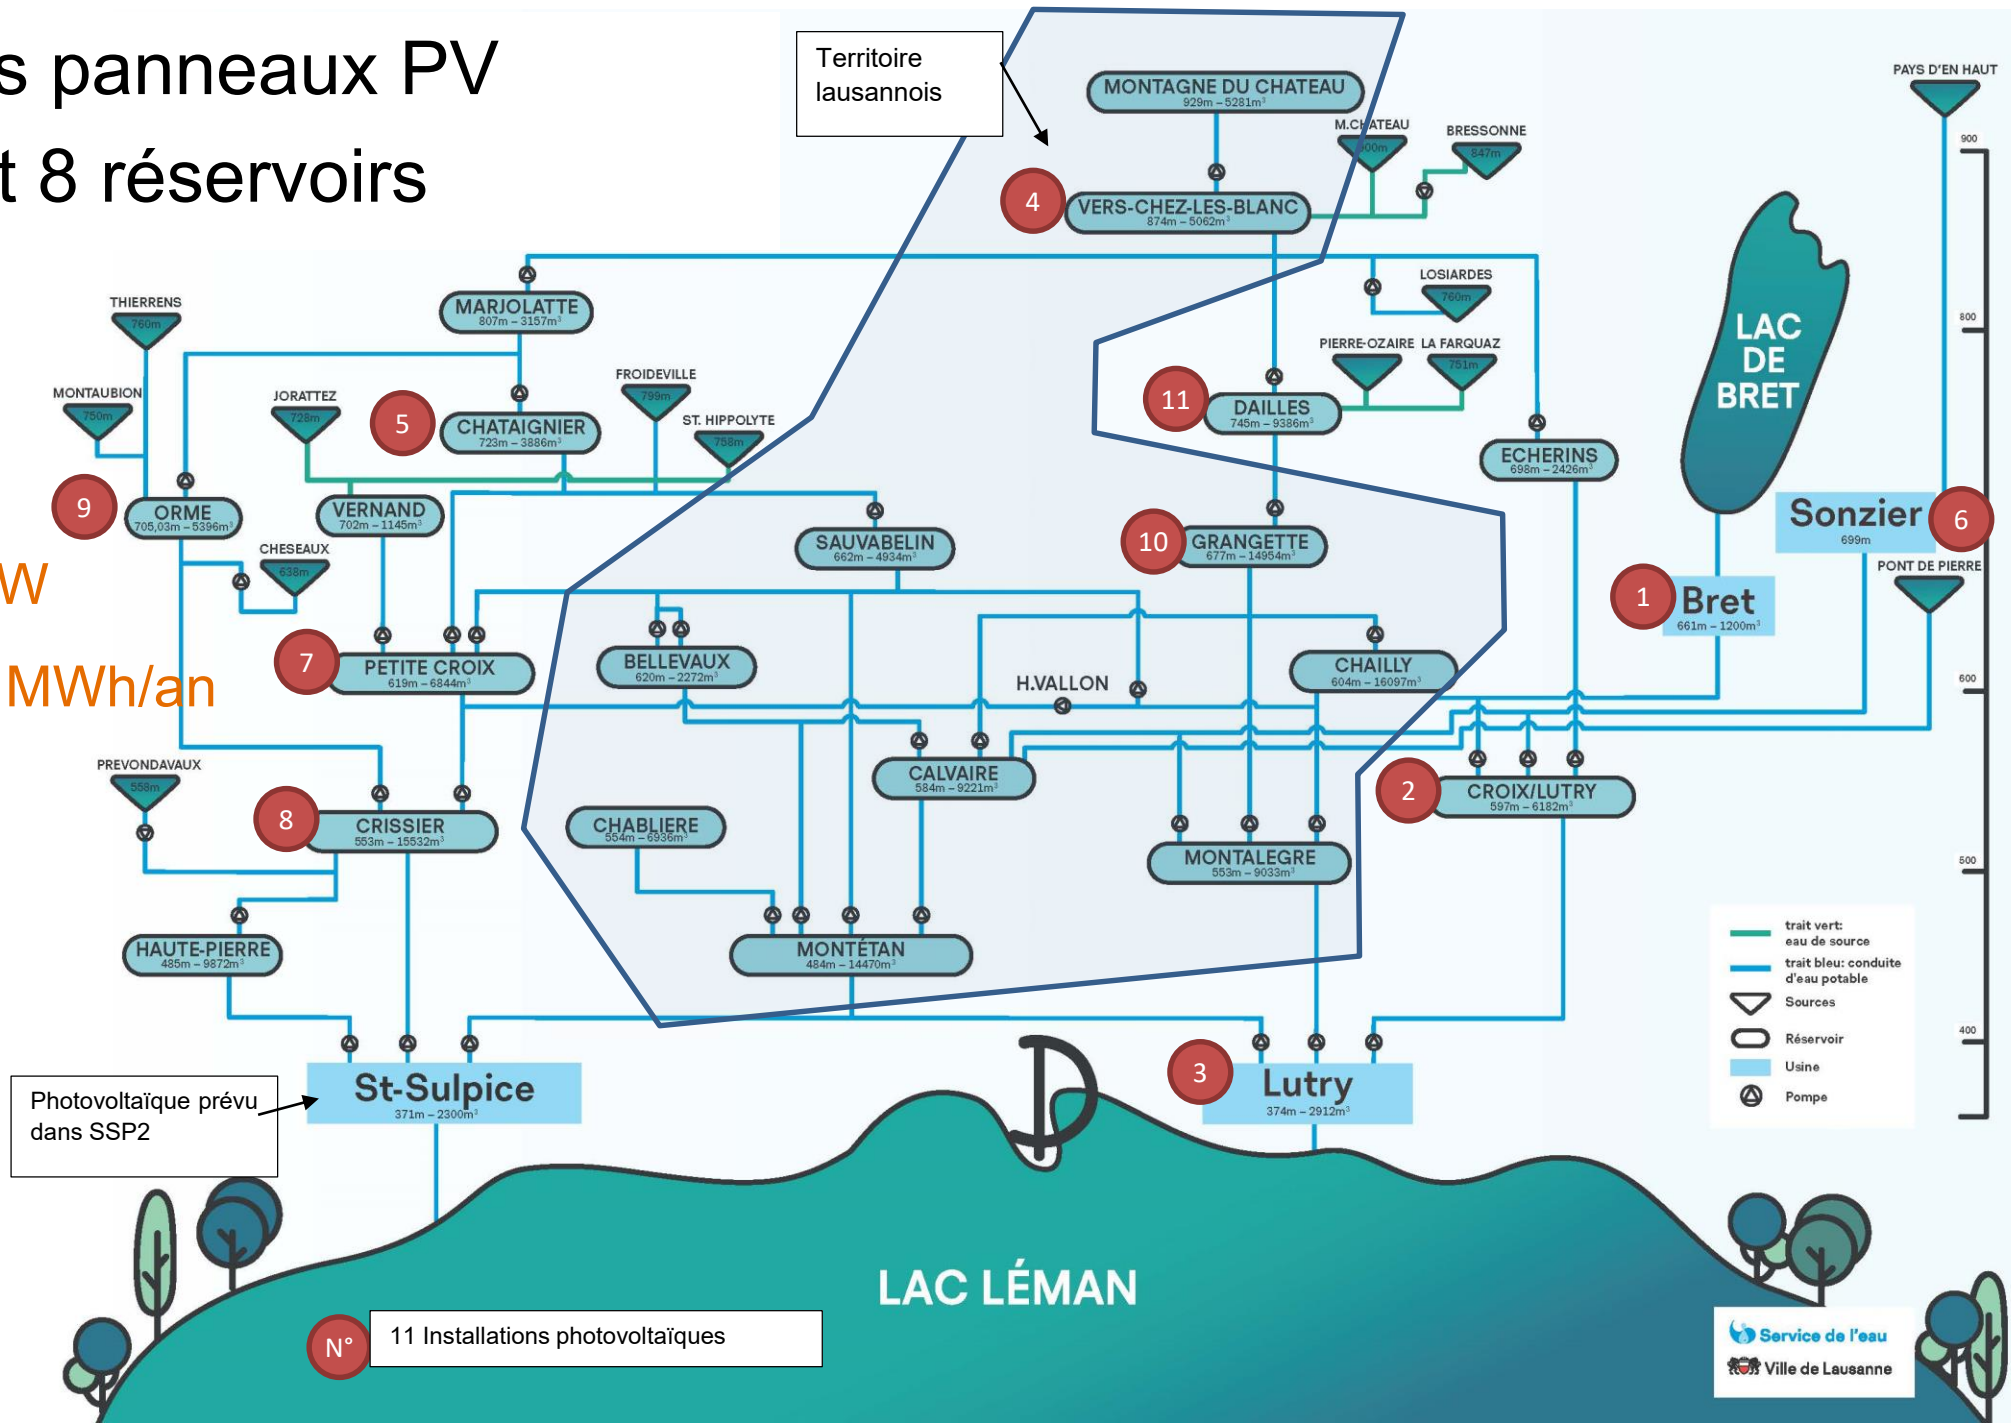 s panneaux PV
t 8 réservoirs
W
MWh/an
Territoire
lausannois
MONTAGNE DU CHATEAU
929m – 5281m³
M.CHATEAU
900m
BRESSONNE
847m
PAYS D'EN HAUT
900
4
VERS-CHEZ-LES-BLANC
874m – 5062m³
LOSIARDES
760m
THIERRENS
760m
MARJOLATTE
807m – 3157m³
800
LAC
DE
BRET
PIERRE-OZAIRE
LA FARQUAZ
751m
FROIDEVILLE
799m
MONTAUBION
750m
JORATTEZ
728m
5
CHATAIGNIER
723m – 3886m³
ST. HIPPOLYTE
758m
11
DAILLES
745m – 9386m³
ECHERINS
698m – 2426m³
9
ORME
705,03m – 5396m³
VERNAND
702m – 1145m³
Sonzier
699m
6
CHESEAUX
638m
SAUVABELIN
662m – 4934m³
10
GRANGETTE
677m – 14954m³
PONT DE PIERRE
1
Bret
661m – 1200m³
7
PETITE CROIX
619m – 6844m³
BELLEVAUX
620m – 2272m³
H.VALLON
CHAILLY
604m – 16097m³
600
PREVONDAVAUX
558m
CALVAIRE
584m – 9221m³
2
CROIX/LUTRY
597m – 6182m³
8
CRISSIER
553m – 15532m³
CHABLIERE
554m – 6936m³
MONTALEGRE
553m – 9033m³
500
HAUTE-PIERRE
485m – 9872m³
MONTÉTAN
484m – 14470m³
trait vert:
eau de source
trait bleu: conduite
d'eau potable
Sources
Réservoir
Usine
Pompe
400
St-Sulpice
371m – 2300m³
3
Lutry
374m – 2912m³
Photovoltaïque prévu
dans SSP2
LAC LÉMAN
N°
11 Installations photovoltaïques
Service de l'eau
Ville de Lausanne